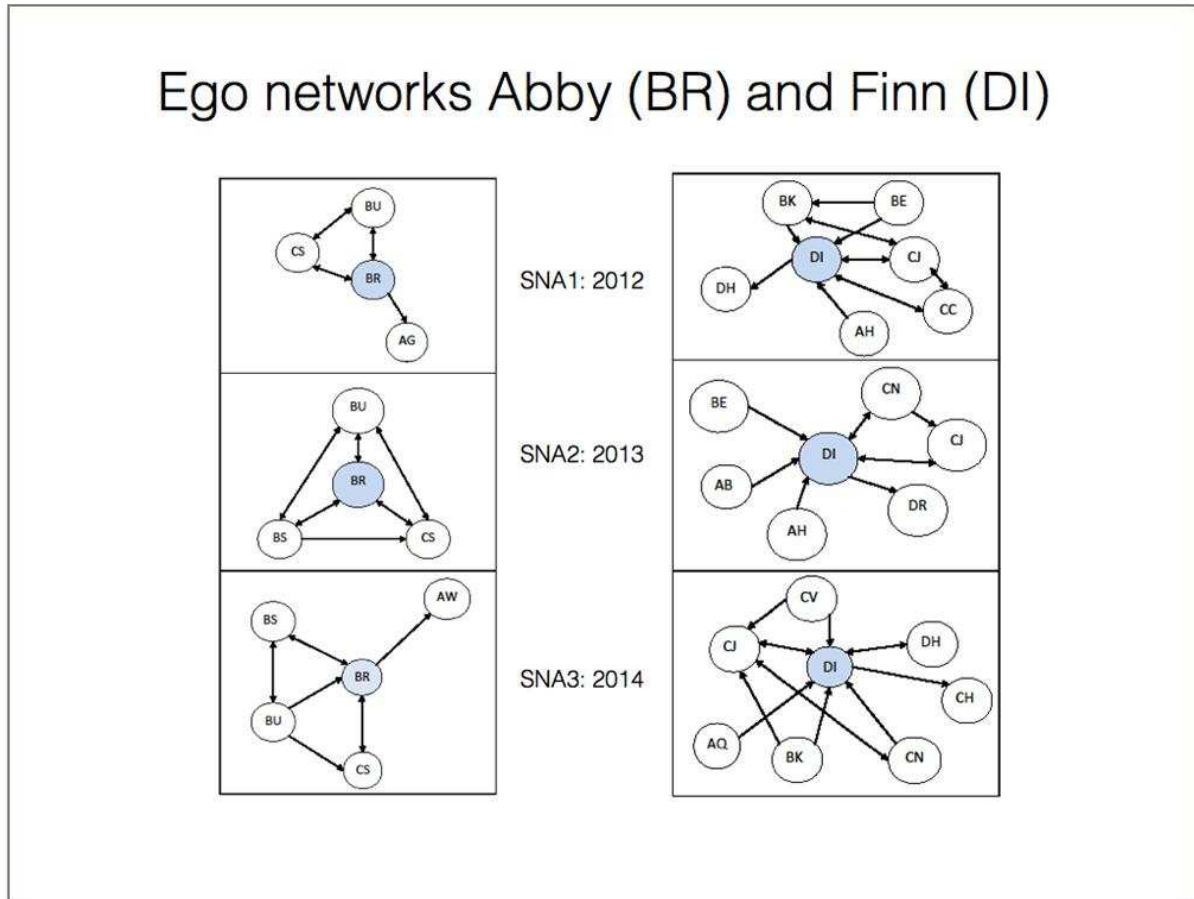 Ego networks Abby (BR) and Finn (DI)
BU
CS
BR
AG
SNA1: 2012
BK
BE
DI
CJ
DH
CC
AH
BU
BR
BS
CS
SNA2: 2013
CN
BE
CJ
DI
AB
DR
AH
AW
BS
BR
BU
CS
SNA3: 2014
CV
CJ
DH
DI
CH
AQ
BK
CN